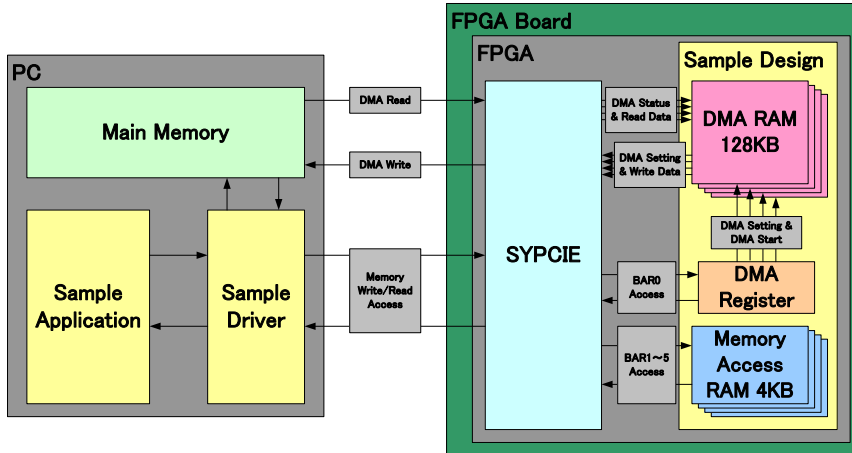 FPGA Board
FPGA
Sample Design
PC
Main Memory
DMA Read
DMA Write
DMA Status
& Read Data
DMA RAM
128KB
DMA Setting
& Write Data
DMA Setting &
DMA Start
Sample
Application
Sample
Driver
Memory
Write/Read
Access
SYPCIE
BAR0
Access
DMA
Register
BAR1～5
Access
Memory
Access
RAM 4KB